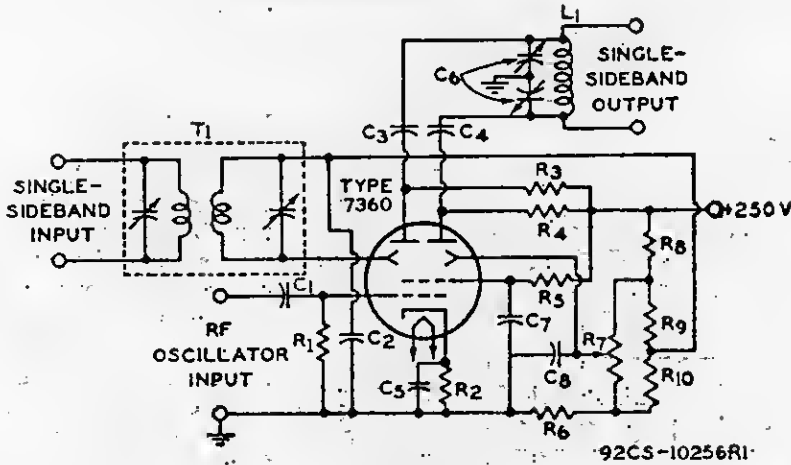 L1
SINGLE-
SIDEBAND
OUTPUT
C6
C3
C4
T1
SINGLE-
SIDEBAND
INPUT
TYPE
7360
R3
R4
+250 V
R8
R5
C1
RF
OSCILLATOR
INPUT
R1
C2
C7
C8
R7
R9
R10
C5
R2
R6
92CS-10256R1